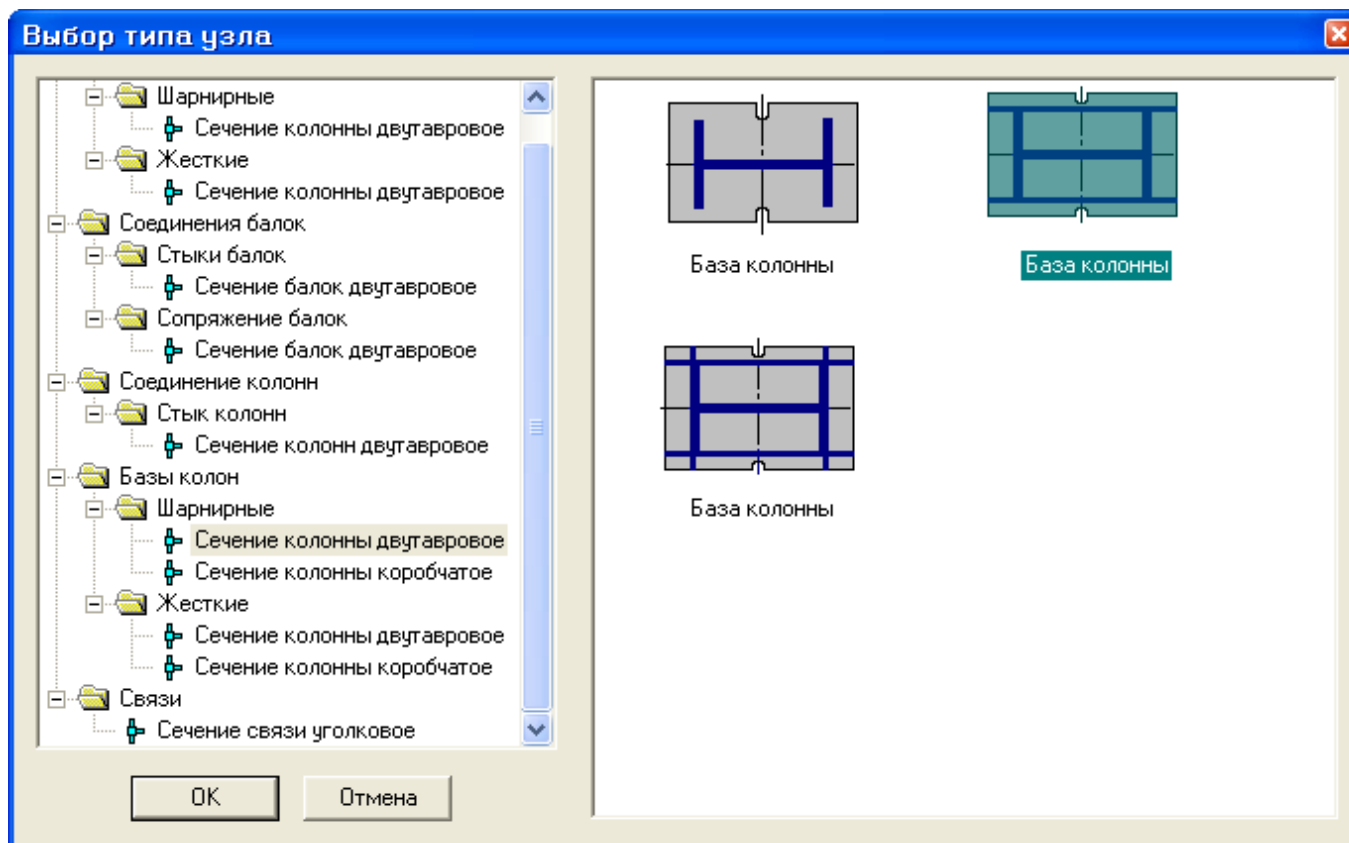 Выбор типа узла
Шарнирные
Сечение колонны двутавровое
Жесткие
Сечение колонны двутавровое
Соединения балок
Стыки балок
Сечение балок двутавровое
Сопряжение балок
Сечение балок двутавровое
Соединение колонн
Стык колонн
Сечение колонн двутавровое
Базы колон
Шарнирные
Сечение колонны двутавровое
Сечение колонны коробчатое
Жесткие
Сечение колонны двутавровое
Сечение колонны коробчатое
Связи
Сечение связи уголковое
OK Отмена
База колонны База колонны
База колонны